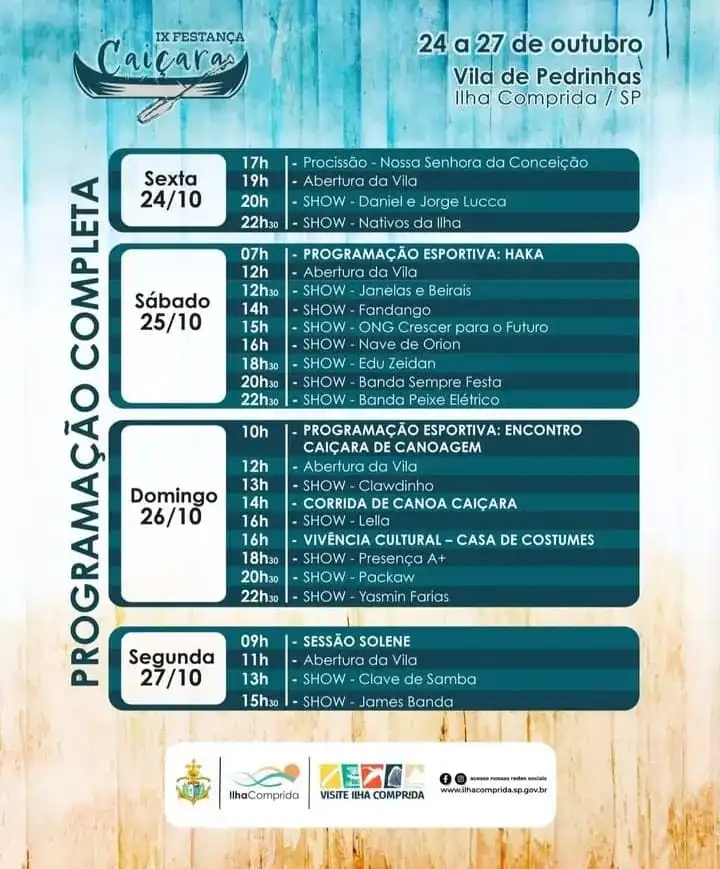 IX FESTANÇA
Caiçara
24 a 27 de outubro
Vila de Pedrinhas
Ilha Comprida / SP
PROGRAMAÇÃO COMPLETA
Sexta
24/10
17h - Procissão - Nossa Senhora da Conceição
19h - Abertura da Vila
20h - SHOW - Daniel e Jorge Lucca
22h30 - SHOW - Nativos da Ilha
Sábado
25/10
07h - PROGRAMAÇÃO ESPORTIVA: HAKA
12h - Abertura da Vila
12h30 - SHOW - Janelas e Beirais
14h - SHOW - Fandango
15h - SHOW - ONG Crescer para o Futuro
16h - SHOW - Nave de Orion
18h30 - SHOW - Edu Zeidan
20h30 - SHOW - Banda Sempre Festa
22h30 - SHOW - Banda Peixe Elétrico
Domingo
26/10
10h - PROGRAMAÇÃO ESPORTIVA: ENCONTRO
CAIÇARA DE CANOAGEM
12h - Abertura da Vila
13h - SHOW - Clawdinho
14h - CORRIDA DE CANOA CAIÇARA
16h - SHOW - Lella
16h - VIVÊNCIA CULTURAL – CASA DE COSTUMES
18h30 - SHOW - Presença A+
20h30 - SHOW - Packaw
22h30 - SHOW - Yasmin Farias
Segunda
27/10
09h - SESSÃO SOLENE
11h - Abertura da Vila
13h - SHOW - Clave de Samba
15h30 - SHOW - James Banda
IlhaComprida
VISITE ILHA COMPRIDA
acesse nossas redes sociais
www.ilhacomprida.sp.gov.br